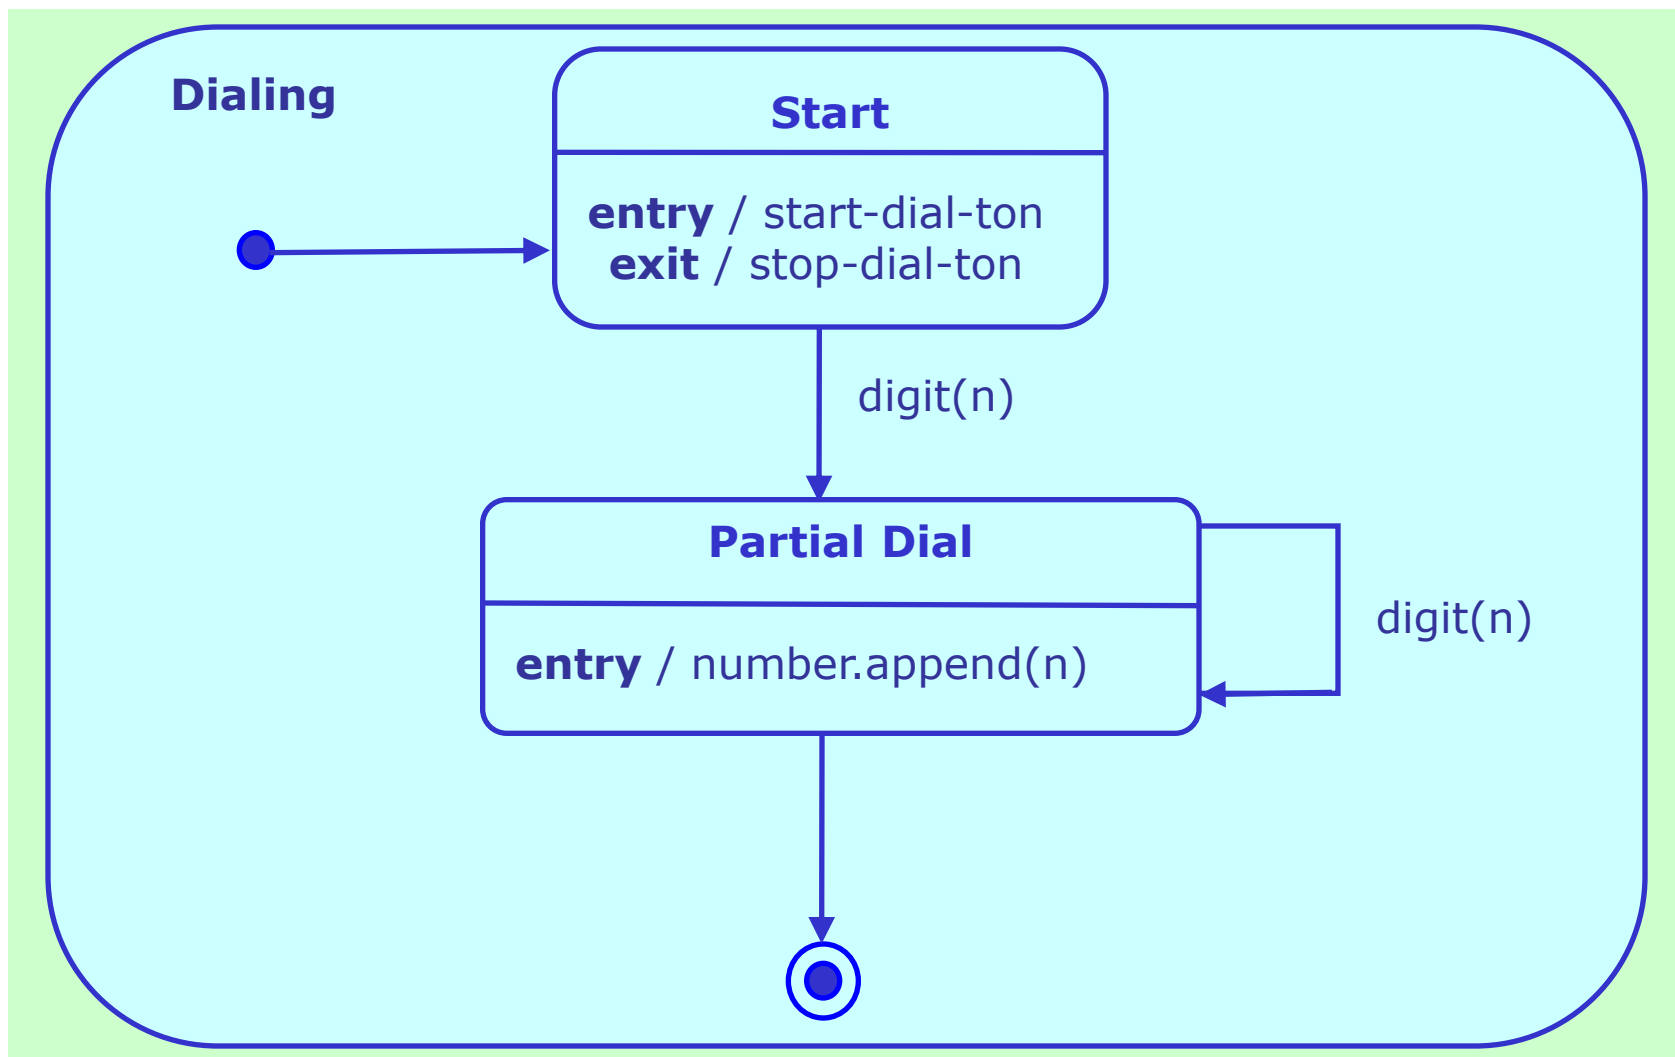 Dialing
Start
entry / start-dial-ton
exit / stop-dial-ton
digit(n)
Partial Dial
entry / number.append(n)
digit(n)